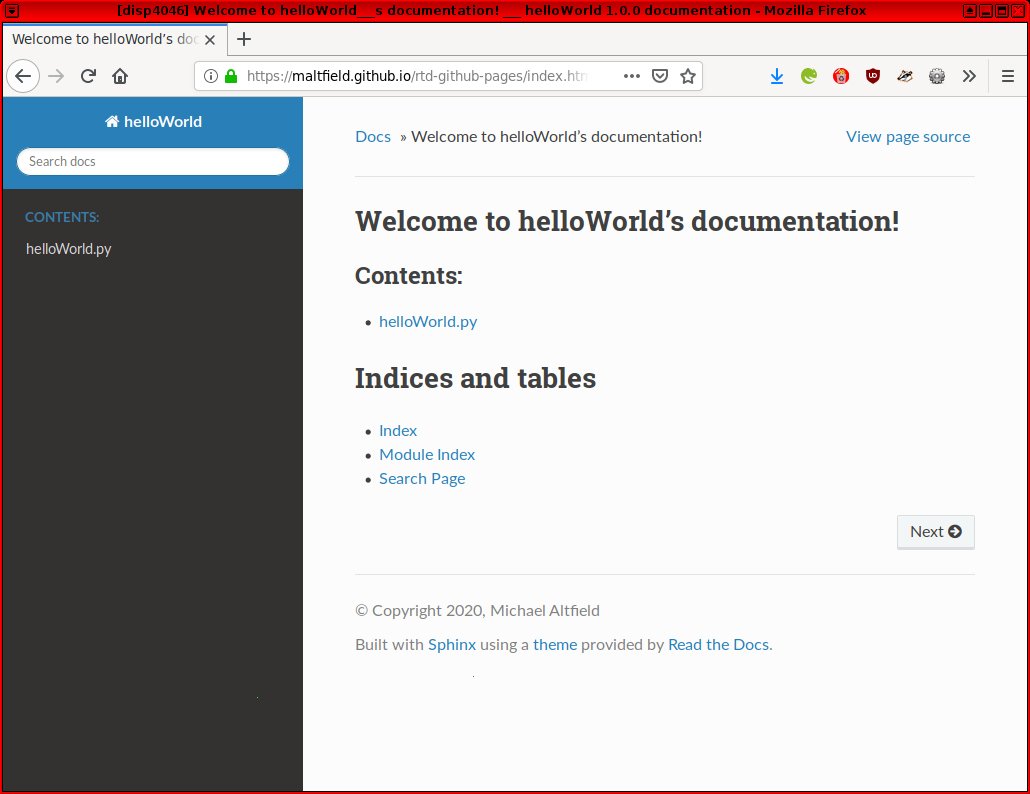 [disp4046] Welcome to helloWorld__s documentation! __ helloWorld 1.0.0 documentation - Mozilla Firefox
Welcome to helloWorld’s doc
https://maltfield.github.io/rtd-github-pages/index.htm
helloWorld
Search docs
CONTENTS:
helloWorld.py
Docs » Welcome to helloWorld’s documentation!
View page source
Welcome to helloWorld’s documentation!
Contents:
• helloWorld.py
Indices and tables
• Index
• Module Index
• Search Page
Next
© Copyright 2020, Michael Altfield
Built with Sphinx using a theme provided by Read the Docs.